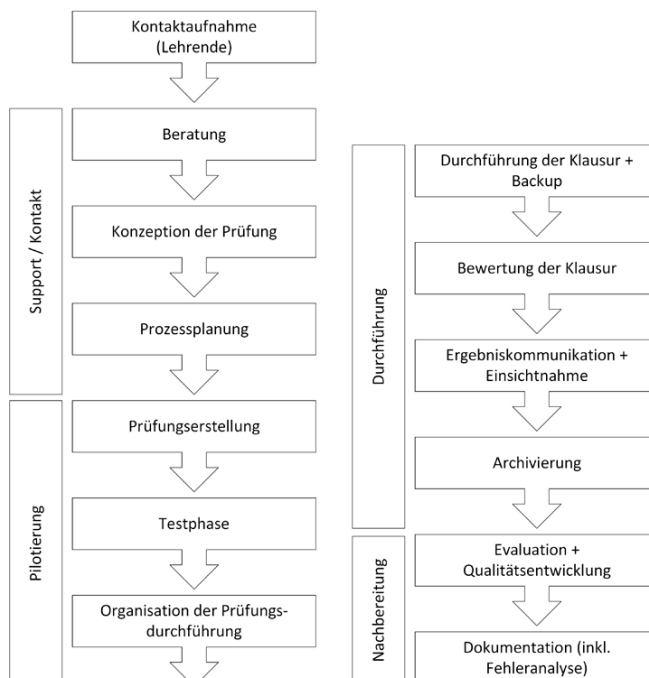 Kontaktaufnahme
(Lehrende)
Support / Kontakt
Beratung
Konzeption der Prüfung
Prozessplanung
Pilotierung
Prüfungserstellung
Testphase
Organisation der Prüfungs-
durchführung
Durchführung
Durchführung der Klausur +
Backup
Bewertung der Klausur
Ergebniskommunikation +
Einsichtnahme
Archivierung
Nachbereitung
Evaluation +
Qualitätsentwicklung
Dokumentation (inkl.
Fehleranalyse)